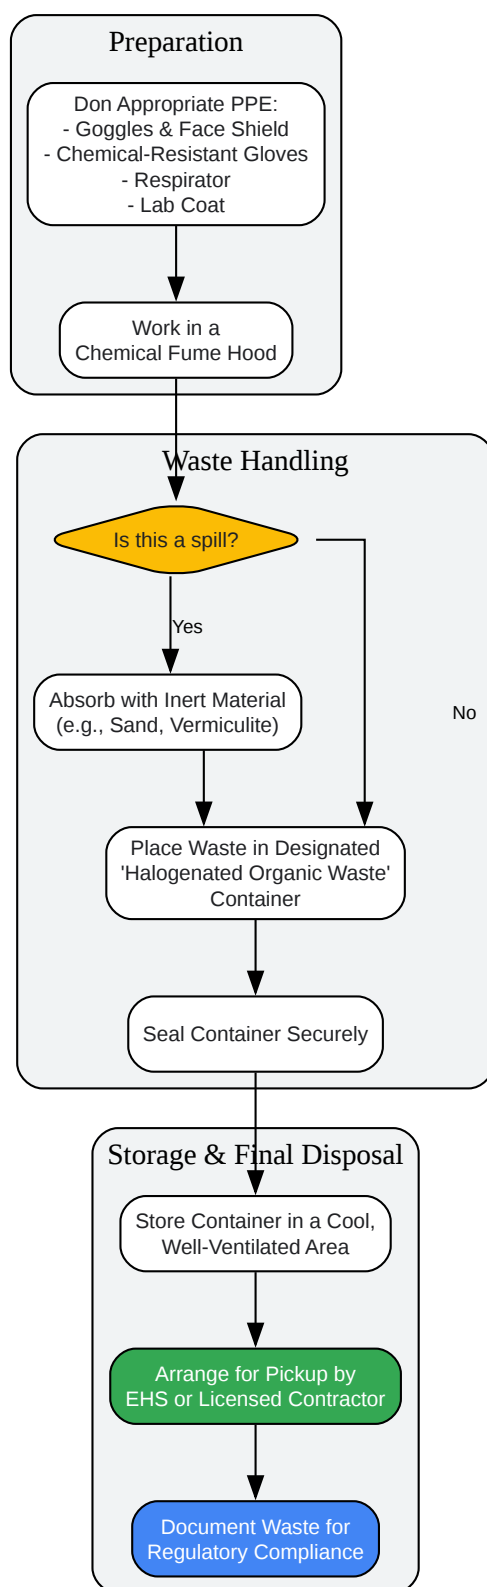 Preparation
Don Appropriate PPE:
- Goggles & Face Shield
- Chemical-Resistant Gloves
- Respirator
- Lab Coat
Work in a
Chemical Fume Hood
Waste Handling
Is this a spill?
Yes
Absorb with Inert Material
(e.g., Sand, Vermiculite)
No
Place Waste in Designated
'Halogenated Organic Waste'
Container
Seal Container Securely
Storage & Final Disposal
Store Container in a Cool,
Well-Ventilated Area
Arrange for Pickup by
EHS or Licensed Contractor
Document Waste for
Regulatory Compliance